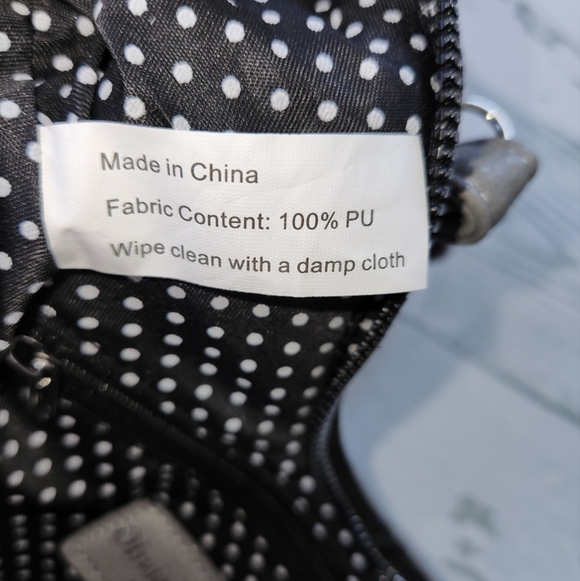 Made in China
Fabric Content: 100% PU
Wipe clean with a damp cloth